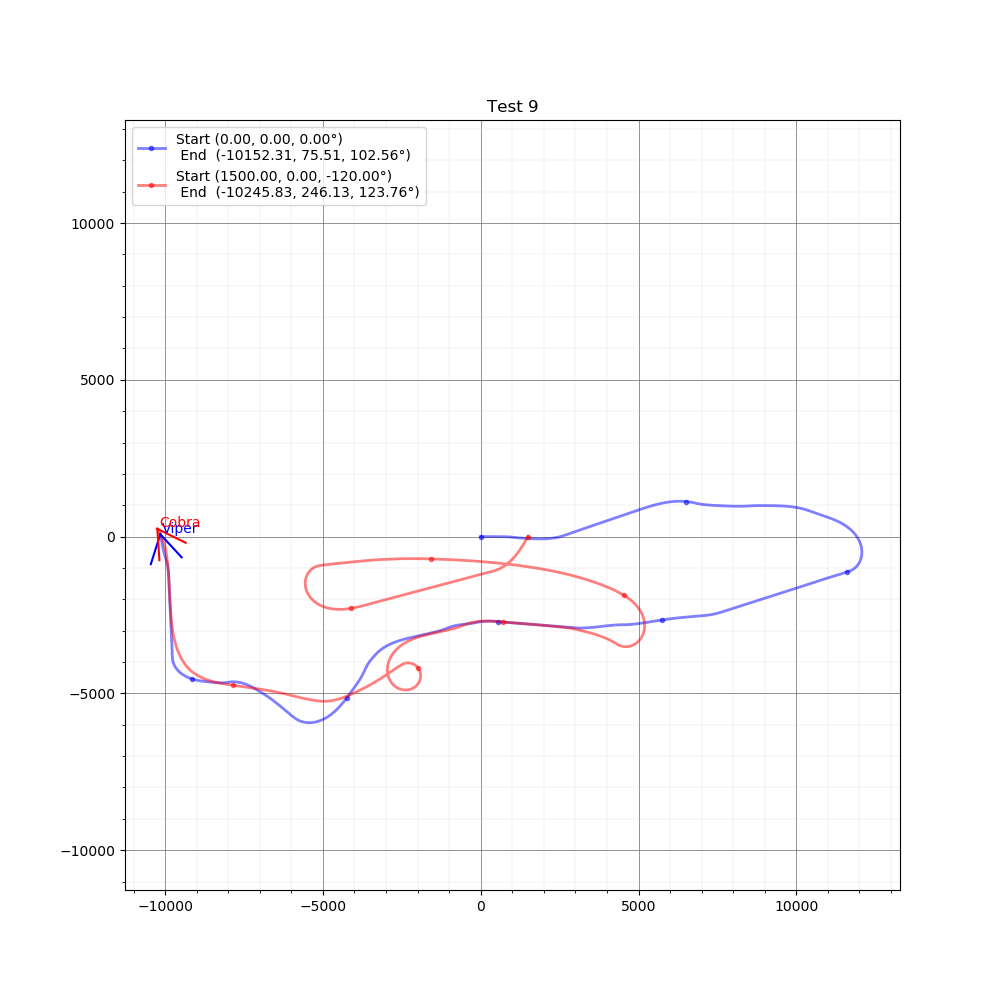 Test 9
Start (0.00, 0.00, 0.00°)
End (-10152.31, 75.51, 102.56°)
Start (1500.00, 0.00, -120.00°)
End (-10245.83, 246.13, 123.76°)
10000
5000
0
−5000
−10000
Cobra
Viper
−10000 −5000 0 5000 10000